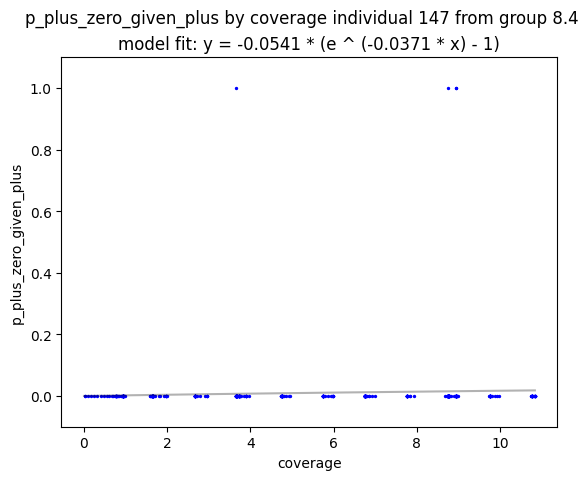 p_plus_zero_given_plus by coverage individual 147 from group 8.4
model fit: y = -0.0541 * (e ^ (-0.0371 * x) - 1)
1.0
0.8
0.6
0.4
0.2
0.0
p_plus_zero_given_plus
0 2 4 6 8 10
coverage